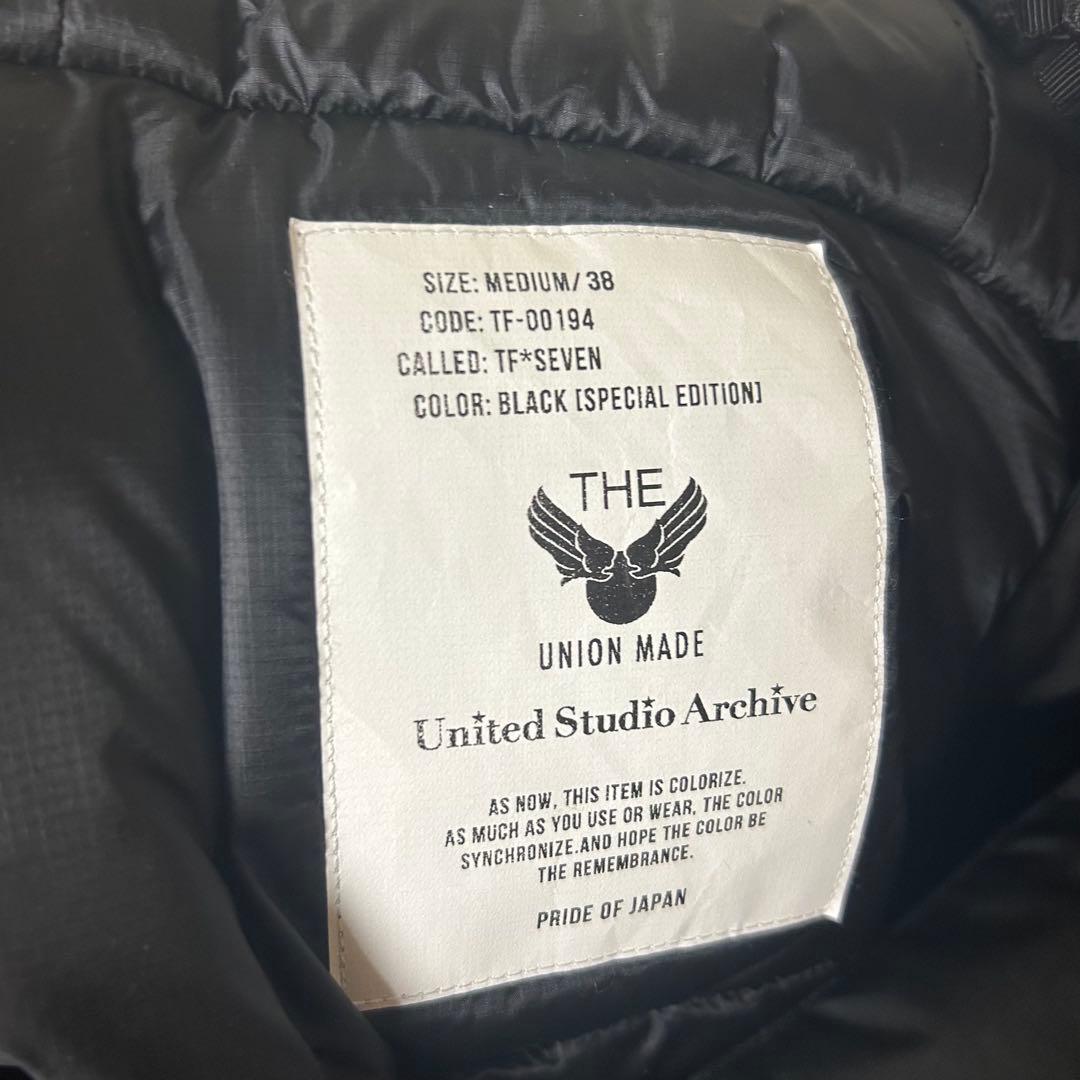 SIZE: MEDIUM/ 38
CODE: TF-00194
CALLED: TF*SEVEN
COLOR: BLACK [SPECIAL EDITION]
THE
UNION MADE
United Studio Archive
AS NOW, THIS ITEM IS COLORIZE.
AS MUCH AS YOU USE OR WEAR, THE COLOR
SYNCHRONIZE.AND HOPE THE COLOR BE
THE REMEMBRANCE.
PRIDE OF JAPAN